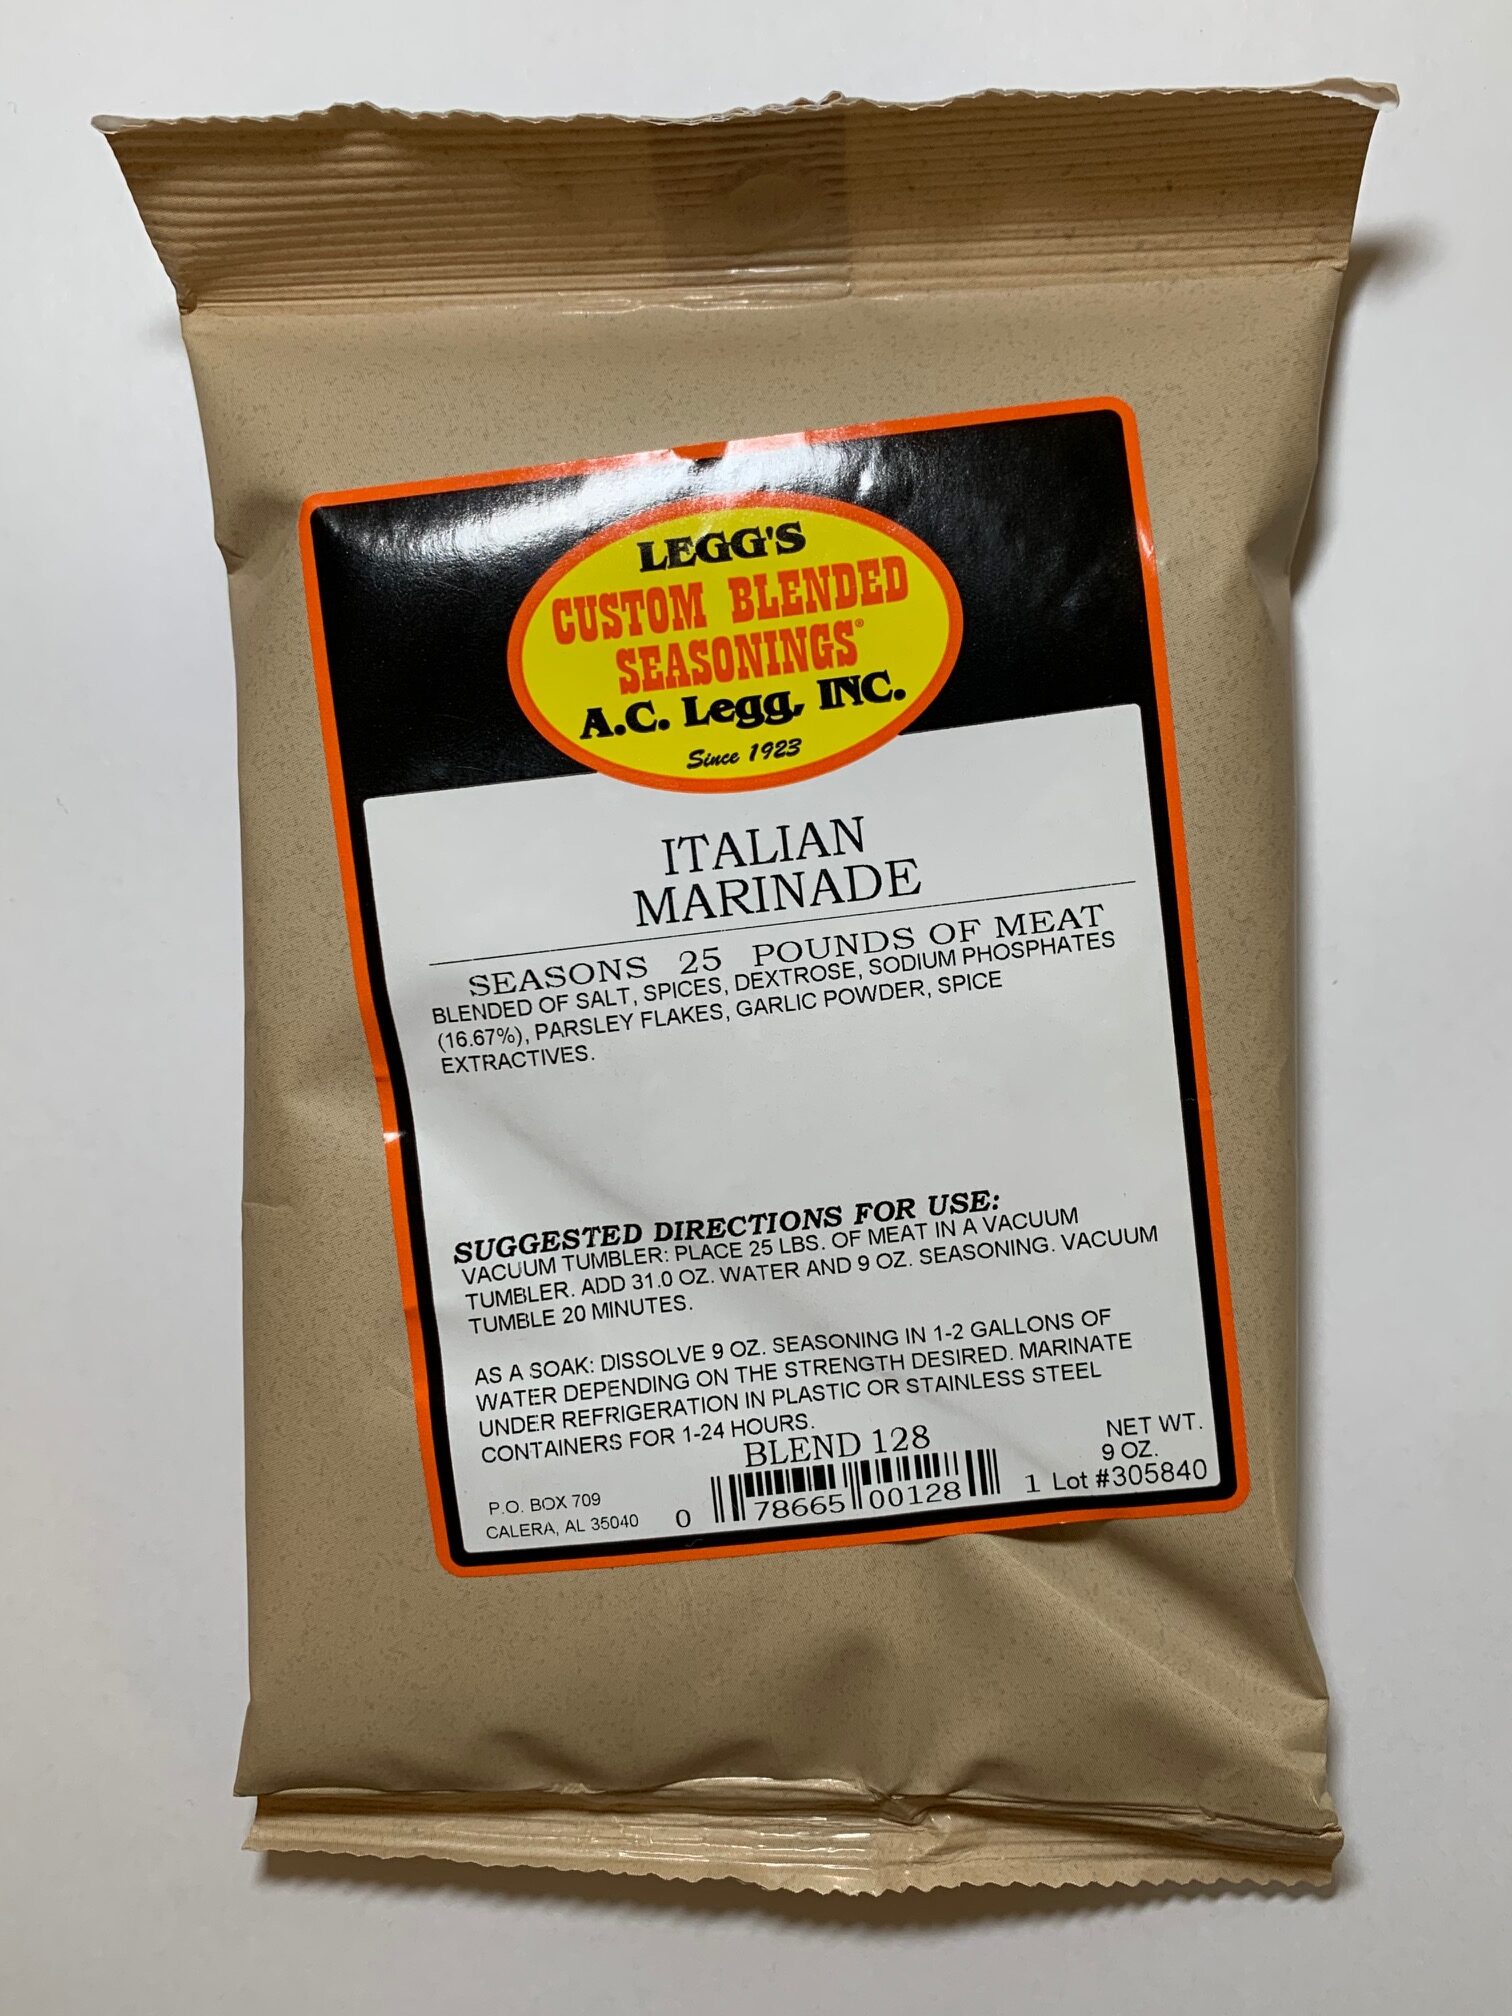 LEGG'S
CUSTOM BLENDED
SEASONINGS®
A.C. Legg, INC.
Since 1923
ITALIAN
MARINADE
SEASONS 25 POUNDS OF MEAT
BLENDED OF SALT, SPICES, DEXTROSE, SODIUM PHOSPHATES
(16.67%), PARSLEY FLAKES, GARLIC POWDER, SPICE
EXTRACTIVES.
SUGGESTED DIRECTIONS FOR USE:
VACUUM TUMBLER: PLACE 25 LBS. OF MEAT IN A VACUUM
TUMBLER. ADD 31.0 OZ. WATER AND 9 OZ. SEASONING. VACUUM
TUMBLE 20 MINUTES.
AS A SOAK: DISSOLVE 9 OZ. SEASONING IN 1-2 GALLONS OF
WATER DEPENDING ON THE STRENGTH DESIRED. MARINATE
UNDER REFRIGERATION IN PLASTIC OR STAINLESS STEEL
CONTAINERS FOR 1-24 HOURS.
BLEND 128
NET WT.
9 OZ.
P.O. BOX 709
CALERA, AL 35040
0 78665 00128 1 Lot #305840